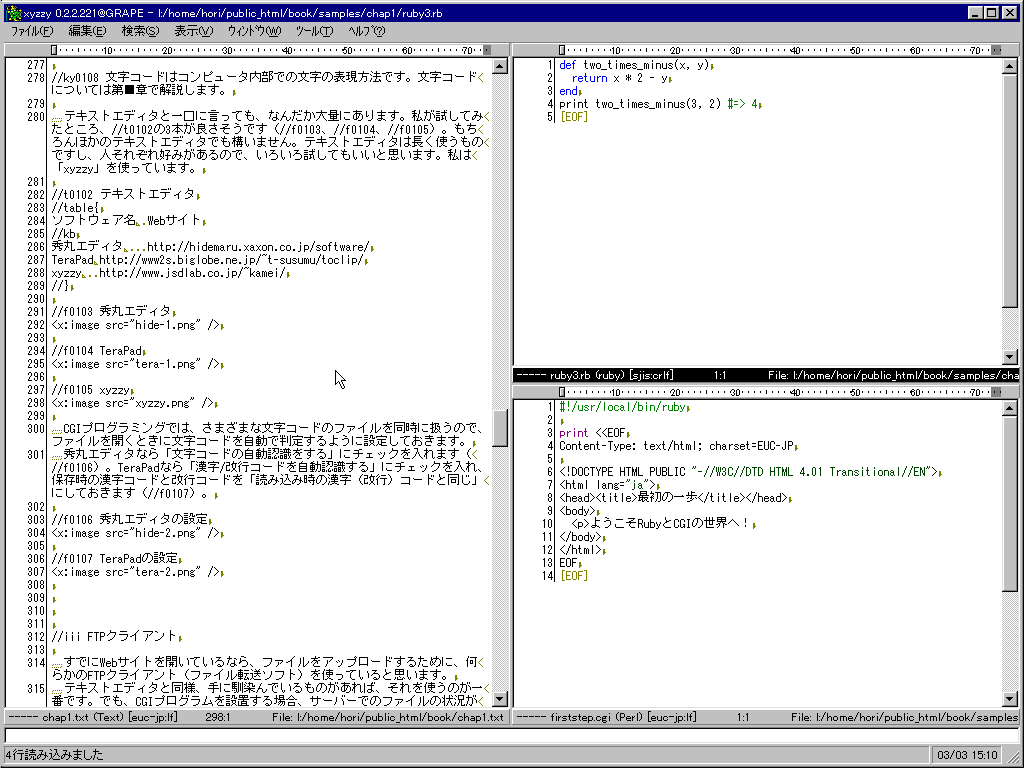 xyzzy 0.2.2.221@GRAPE - l:/home/hori/public_html/book/samples/chap1/ruby3.rb
ファイル(F) 編集(E) 検索(S) 表示(V) ウィンドウ(W) ツール(T) ヘルプ(?)
10 20 30 40 50 60 70
277
278 //ky0108 文字コードはコンピュータ内部での文字の表現方法です。文字コード
については第■章で解説します。
279
280 テキストエディタと一口に言っても、なんだか大量にあります。私が試してみ
たところ、//t0102の3本が良さそうです（//f0103、//f0104、//f0105）。もち
ろんほかのテキストエディタでも構いません。テキストエディタは長く使うもの
ですし、人それぞれ好みがあるので、いろいろ試してもいいと思います。私は
「xyzzy」を使っています。
281
282 //t0102 テキストエディタ
283 //table{
284 ソフトウェア名 ..Webサイト
285 //kb
286 秀丸エディタ ...http://hidemaru.xaxon.co.jp/software/
287 TeraPad http://www2s.biglobe.ne.jp/~t-susumu/toclip/
288 xyzzy ..http://www.jsdlab.co.jp/~kamei/
289 //}
290
291 //f0103 秀丸エディタ
292 <x:image src="hide-1.png" />
293
294 //f0104 TeraPad
295 <x:image src="tera-1.png" />
296
297 //f0105 xyzzy
298 <x:image src="xyzzy.png" />
299
300 CGIプログラミングでは、さまざまな文字コードのファイルを同時に扱うので、
ファイルを開くときに文字コードを自動で判定するように設定しておきます。
301 秀丸エディタなら「文字コードの自動認識をする」にチェックを入れます（
//f0106）。TeraPadなら「漢字/改行コードを自動認識する」にチェックを入れ、
保存時の漢字コードと改行コードを「読み込み時の漢字（改行）コードと同じ」
にしておきます（//f0107）。
302
303 //f0106 秀丸エディタの設定
304 <x:image src="hide-2.png" />
305
306 //f0107 TeraPadの設定
307 <x:image src="tera-2.png" />
308
309
310
311
312 //iii FTPクライアント
313
314 すでにWebサイトを開いているなら、ファイルをアップロードするために、何
らかのFTPクライアント（ファイル転送ソフト）を使っていると思います。
315 テキストエディタと同様、手に馴染んでいるものがあれば、それを使うのが一
番です。でも、CGIプログラムを設置する場合、サーバーでのファイルの状況が
----- chap1.txt (Text) [euc-jp:lf] 298:1 File: l:/home/hori/public_html/book/chap1.txt
10 20 30 40 50 60 70
1 def two_times_minus(x, y)
2 return x * 2 - y
3 end
4 print two_times_minus(3, 2) #=> 4
5 [EOF]
----- ruby3.rb (ruby) [sjis:crlf] 1:1 File: l:/home/hori/public_html/book/samples/cha
10 20 30 40 50 60 70
1 #!/usr/local/bin/ruby
2
3 print <<EOF
4 Content-Type: text/html; charset=EUC-JP
5
6 <!DOCTYPE HTML PUBLIC "-//W3C//DTD HTML 4.01 Transitional//EN">
7 <html lang="ja">
8 <head><title>最初の一歩</title></head>
9 <body>
10 <p>ようこそRubyとCGIの世界へ！
11 </body>
12 </html>
13 EOF
14 [EOF]
----- firststep.cgi (Perl) [euc-jp:lf] 1:1 File: l:/home/hori/public_html/book/samples
4行読み込みました
03/03 15:10